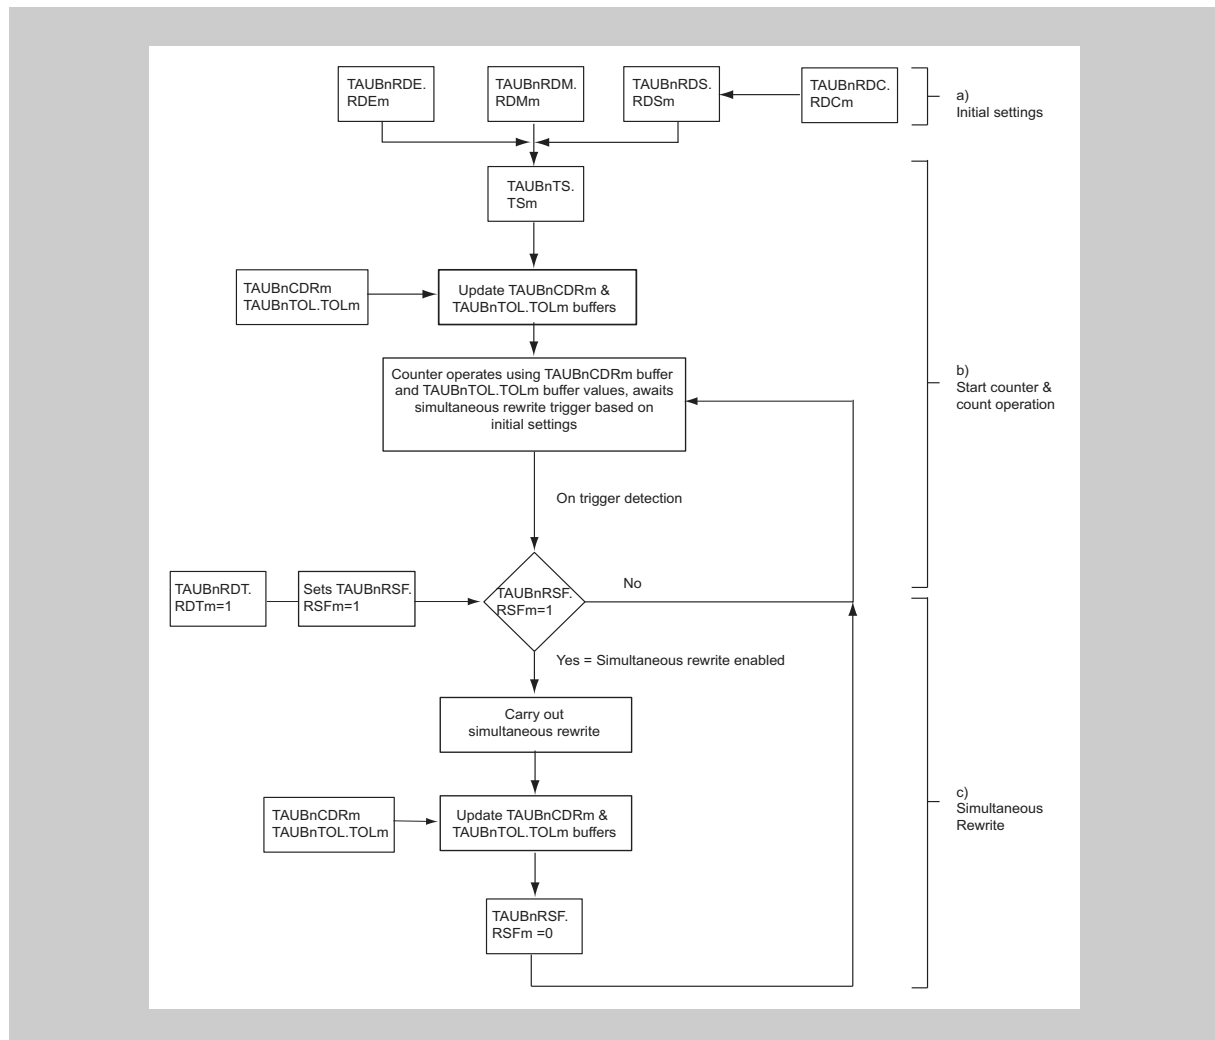 TAUBnRDE.
RDEm
TAUBnRDM.
RDMm
TAUBnRDS.
RDSm
TAUBnRDC.
RDCm
a)
Initial settings
TAUBnTS.
TSm
TAUBnCDRm
TAUBnTOL.TOLm
Update TAUBnCDRm &
TAUBnTOL.TOLm buffers
Counter operates using TAUBnCDRm buffer
and TAUBnTOL.TOLm buffer values, awaits
simultaneous rewrite trigger based on
initial settings
b)
Start counter &
count operation
On trigger detection
TAUBnRDT.
RDTm=1
Sets TAUBnRSF.
RSFm=1
TAUBnRSF.
RSFm=1
No
Yes = Simultaneous rewrite enabled
Carry out
simultaneous rewrite
TAUBnCDRm
TAUBnTOL.TOLm
Update TAUBnCDRm &
TAUBnTOL.TOLm buffers
c)
Simultaneous
Rewrite
TAUBnRSF.
RSFm =0